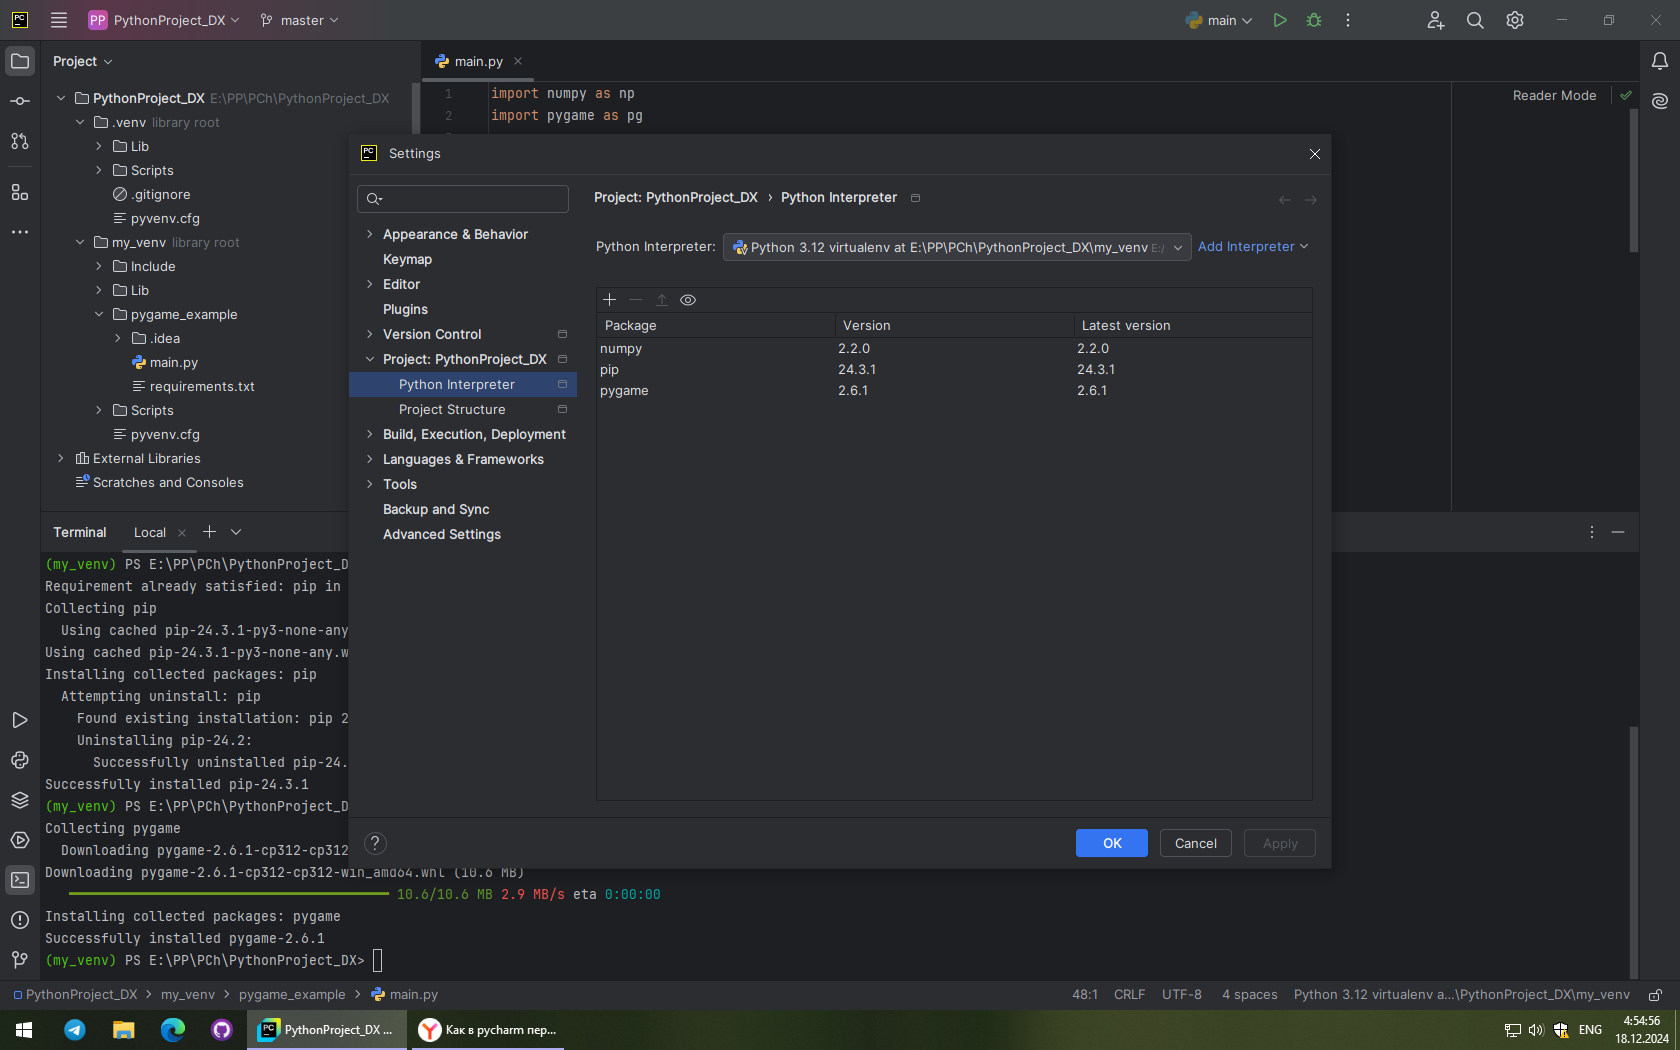 PC
PP PythonProject_DX
master
main
Project
PythonProject_DX E:\PP\PCh\PythonProject_DX
.venv library root
Lib
Scripts
.gitignore
pyvenv.cfg
my_venv library root
Include
Lib
pygame_example
.idea
main.py
requirements.txt
Scripts
pyvenv.cfg
External Libraries
Scratches and Consoles
main.py
1 import numpy as np
2 import pygame as pg
Reader Mode
PC Settings
Appearance & Behavior
Keymap
Editor
Plugins
Version Control
Project: PythonProject_DX
Python Interpreter
Project Structure
Build, Execution, Deployment
Languages & Frameworks
Tools
Backup and Sync
Advanced Settings
Project: PythonProject_DX › Python Interpreter
Python Interpreter: Python 3.12 virtualenv at E:\PP\PCh\PythonProject_DX\my_venv E:/ Add Interpreter
Package Version Latest version
numpy 2.2.0 2.2.0
pip 24.3.1 24.3.1
pygame 2.6.1 2.6.1
? OK Cancel Apply
Terminal Local
(my_venv) PS E:\PP\PCh\PythonProject_D
Requirement already satisfied: pip in
Collecting pip
Using cached pip-24.3.1-py3-none-any
Using cached pip-24.3.1-py3-none-any.w
Installing collected packages: pip
Attempting uninstall: pip
Found existing installation: pip 2
Uninstalling pip-24.2:
Successfully uninstalled pip-24.
Successfully installed pip-24.3.1
(my_venv) PS E:\PP\PCh\PythonProject_D
Collecting pygame
Downloading pygame-2.6.1-cp312-cp312
Downloading pygame-2.6.1-cp312-cp312-win_amd64.whl (10.6 MB)
10.6/10.6 MB 2.9 MB/s eta 0:00:00
Installing collected packages: pygame
Successfully installed pygame-2.6.1
(my_venv) PS E:\PP\PCh\PythonProject_DX>
PythonProject_DX > my_venv > pygame_example > main.py
48:1 CRLF UTF-8 4 spaces Python 3.12 virtualenv a...\PythonProject_DX\my_venv
PC PythonProject_DX ...
Как в pycharm пер...
ENG
4:54:56
18.12.2024